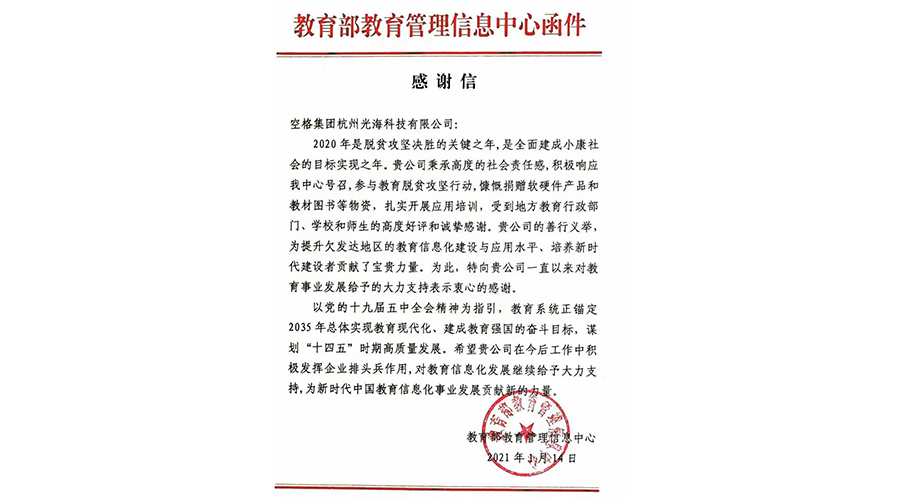 教育部教育管理信息中心函件
感谢信
空格集团杭州光海科技有限公司：
2020年是脱贫攻坚决胜的关键之年，是全面建成小康社
会的目标实现之年。贵公司秉承高度的社会责任感，积极响应
我中心号召，参与教育脱贫攻坚行动，慷慨捐赠软硬件产品和
教材图书等物资，扎实开展应用培训，受到地方教育行政部
门、学校和师生的高度好评和诚挚感谢。贵公司的善行义举，
为提升欠发达地区的教育信息化建设与应用水平、培养新时
代建设者贡献了宝贵力量。为此，特向贵公司一直以来对教
育事业发展给予的大力支持表示衷心的感谢。
以党的十九届五中全会精神为指引，教育系统正锚定
2035年总体实现教育现代化、建成教育强国的奋斗目标，谋
划“十四五”时期高质量发展。希望贵公司在今后工作中积
极发挥企业排头兵作用，对教育信息化发展继续给予大力支
持，为新时代中国教育信息化事业发展贡献新的力量。
教育部教育管理信息中心
教育部教育管理信息中心
2021年1月14日